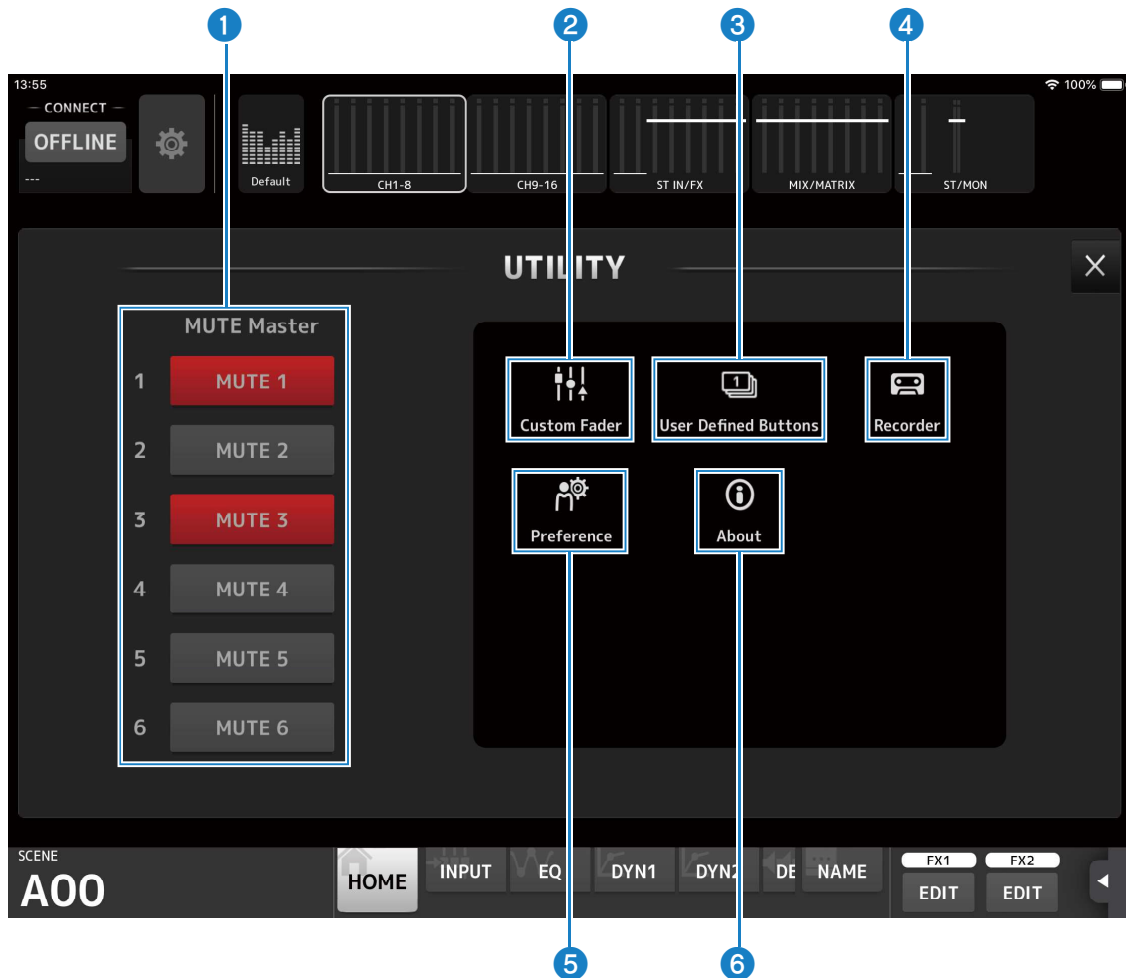 1
2
3
4
13:55
100%
CONNECT
OFFLINE
---
Default
CH1-8
CH9-16
ST IN/FX
MIX/MATRIX
ST/MON
UTILITY
MUTE Master
1 MUTE 1
2 MUTE 2
3 MUTE 3
4 MUTE 4
5 MUTE 5
6 MUTE 6
Custom Fader
1
User Defined Buttons
Recorder
Preference
About
SCENE
A00
HOME
INPUT
EQ
DYN1
DYN2
DE
NAME
FX1
EDIT
FX2
EDIT
5
6